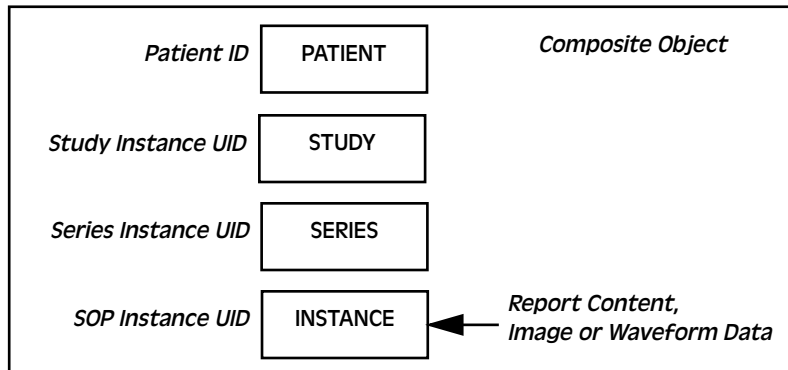 Patient ID PATIENT Composite Object
Study Instance UID STUDY
Series Instance UID SERIES
SOP Instance UID INSTANCE Report Content,
Image or Waveform Data